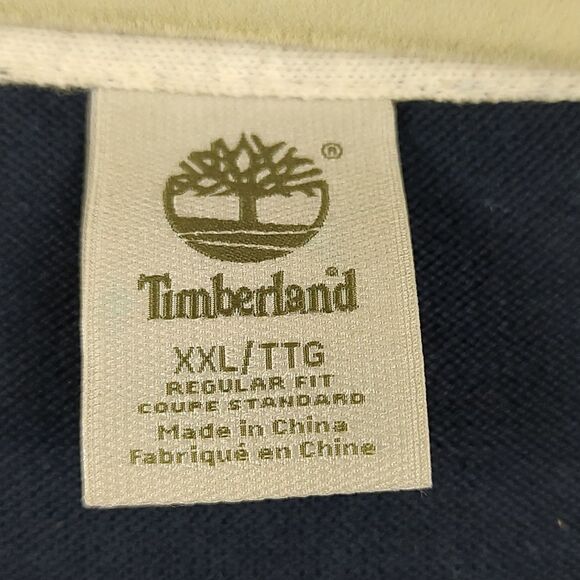 ®
Timberland®
XXL/TTG
REGULAR FIT
COUPE STANDARD
Made in China
Fabriqué en Chine